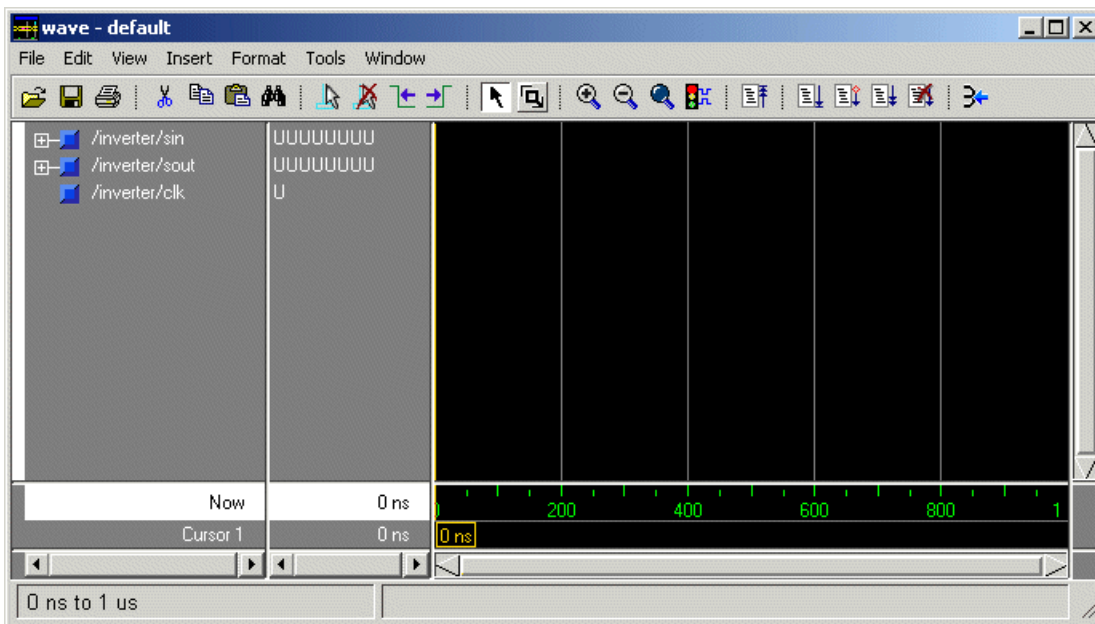 wave - default
File Edit View Insert Format Tools Window
/inverter/sin UUUUUUUU
/inverter/sout UUUUUUUU
/inverter/clk U
Now 0 ns
200 400 600 800 1
Cursor 1 0 ns 0 ns
0 ns to 1 us